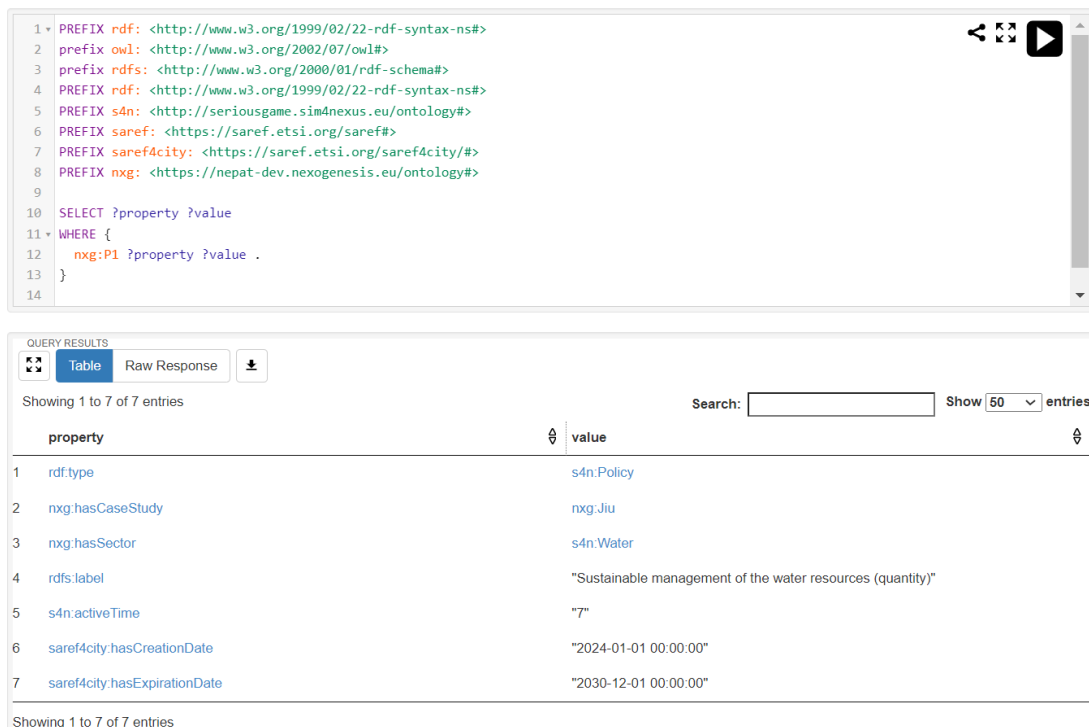 1 PREFIX rdf: <http://www.w3.org/1999/02/22-rdf-syntax-ns#>
2 prefix owl: <http://www.w3.org/2002/07/owl#>
3 prefix rdfs: <http://www.w3.org/2000/01/rdf-schema#>
4 PREFIX rdf: <http://www.w3.org/1999/02/22-rdf-syntax-ns#>
5 PREFIX s4n: <http://seriousgame.sim4nexus.eu/ontology#>
6 PREFIX saref: <https://saref.etsi.org/saref#>
7 PREFIX saref4city: <https://saref.etsi.org/saref4city/#>
8 PREFIX nxg: <https://nepat-dev.nexogenesis.eu/ontology#>
9
10 SELECT ?property ?value
11 WHERE {
12 nxg:P1 ?property ?value .
13 }
14
QUERY RESULTS
Table Raw Response
Showing 1 to 7 of 7 entries Search: Show 50 entries
property value
1 rdf:type s4n:Policy
2 nxg:hasCaseStudy nxg:Jiu
3 nxg:hasSector s4n:Water
4 rdfs:label "Sustainable management of the water resources (quantity)"
5 s4n:activeTime "7"
6 saref4city:hasCreationDate "2024-01-01 00:00:00"
7 saref4city:hasExpirationDate "2030-12-01 00:00:00"
Showing 1 to 7 of 7 entries